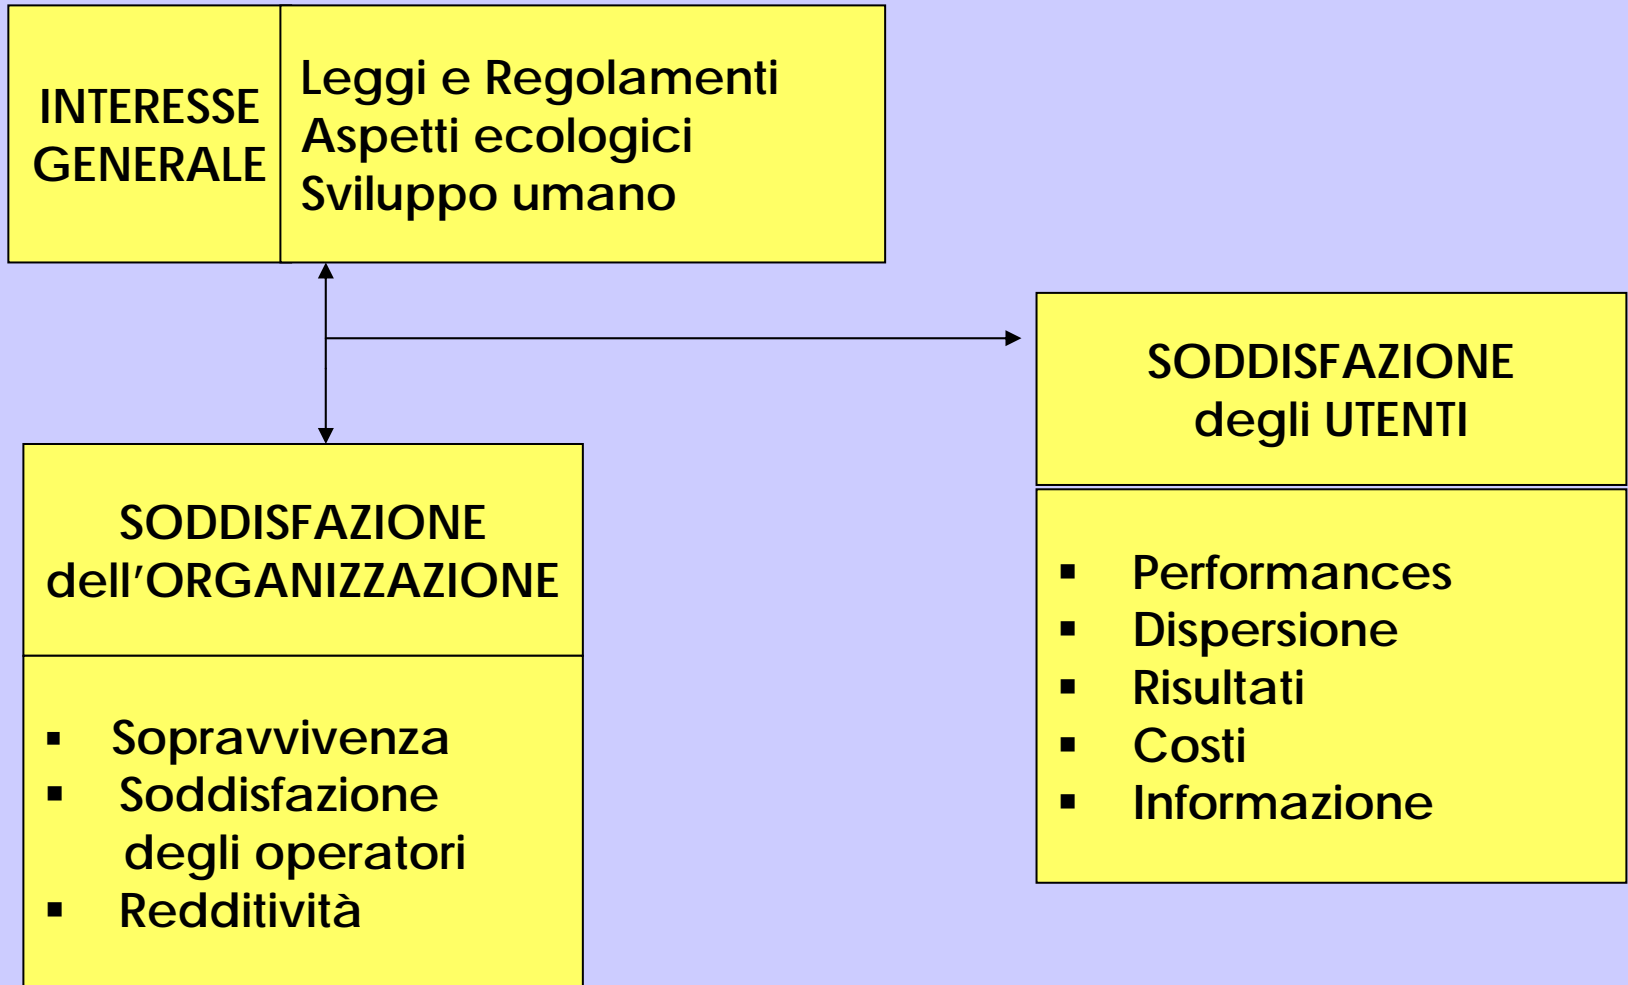 INTERESSE
GENERALE
Leggi e Regolamenti
Aspetti ecologici
Sviluppo umano
SODDISFAZIONE
degli UTENTI
▪ Performances
▪ Dispersione
▪ Risultati
▪ Costi
▪ Informazione
SODDISFAZIONE
dell’ORGANIZZAZIONE
▪ Sopravvivenza
▪ Soddisfazione
degli operatori
▪ Redditività